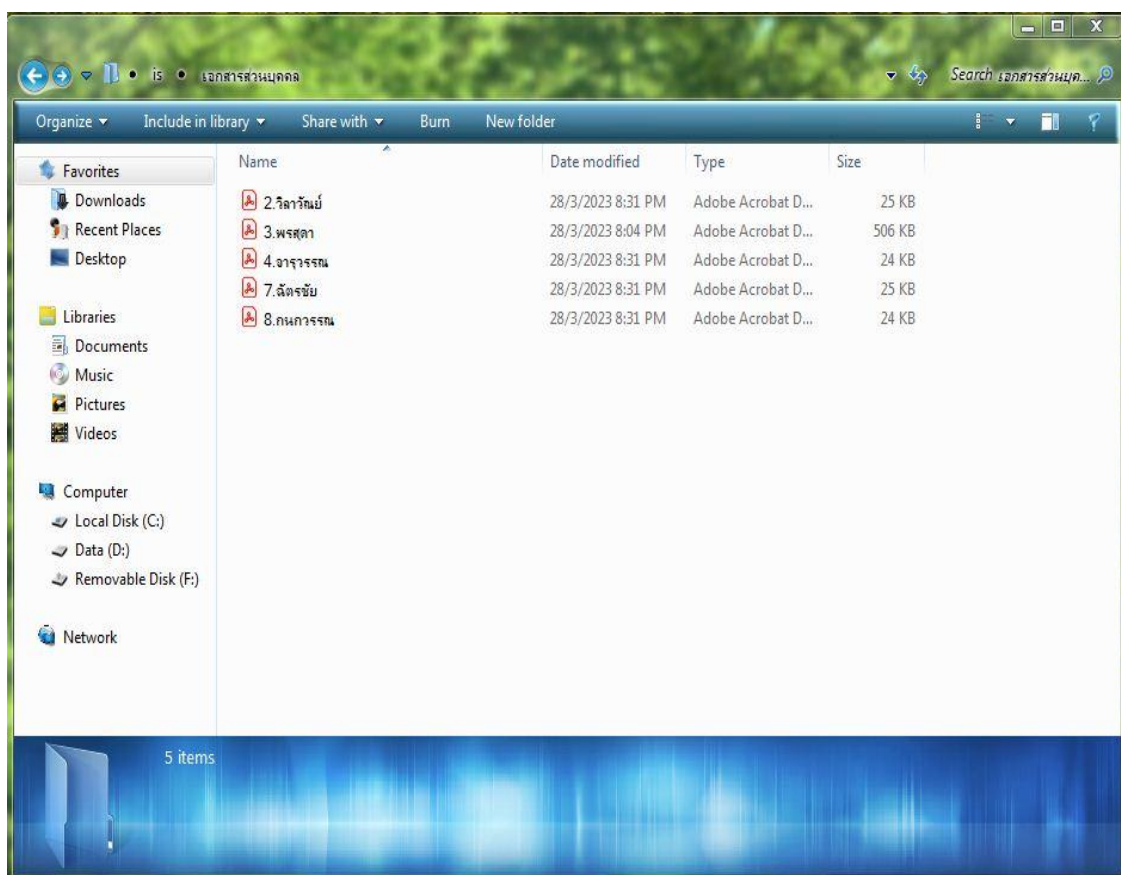 is • เอกสารส่วนบุคคล Search เอกสารส่วนบุค...
Organize Include in library Share with Burn New folder
Name Date modified Type Size
2.วิลาวัณย์ 28/3/2023 8:31 PM Adobe Acrobat D... 25 KB
3.พรสุดา 28/3/2023 8:04 PM Adobe Acrobat D... 506 KB
4.จารุวรรณ 28/3/2023 8:31 PM Adobe Acrobat D... 24 KB
7.ฉัตรชัย 28/3/2023 8:31 PM Adobe Acrobat D... 25 KB
8.กนกวรรณ 28/3/2023 8:31 PM Adobe Acrobat D... 24 KB
Favorites
Downloads
Recent Places
Desktop
Libraries
Documents
Music
Pictures
Videos
Computer
Local Disk (C:)
Data (D:)
Removable Disk (F:)
Network
5 items